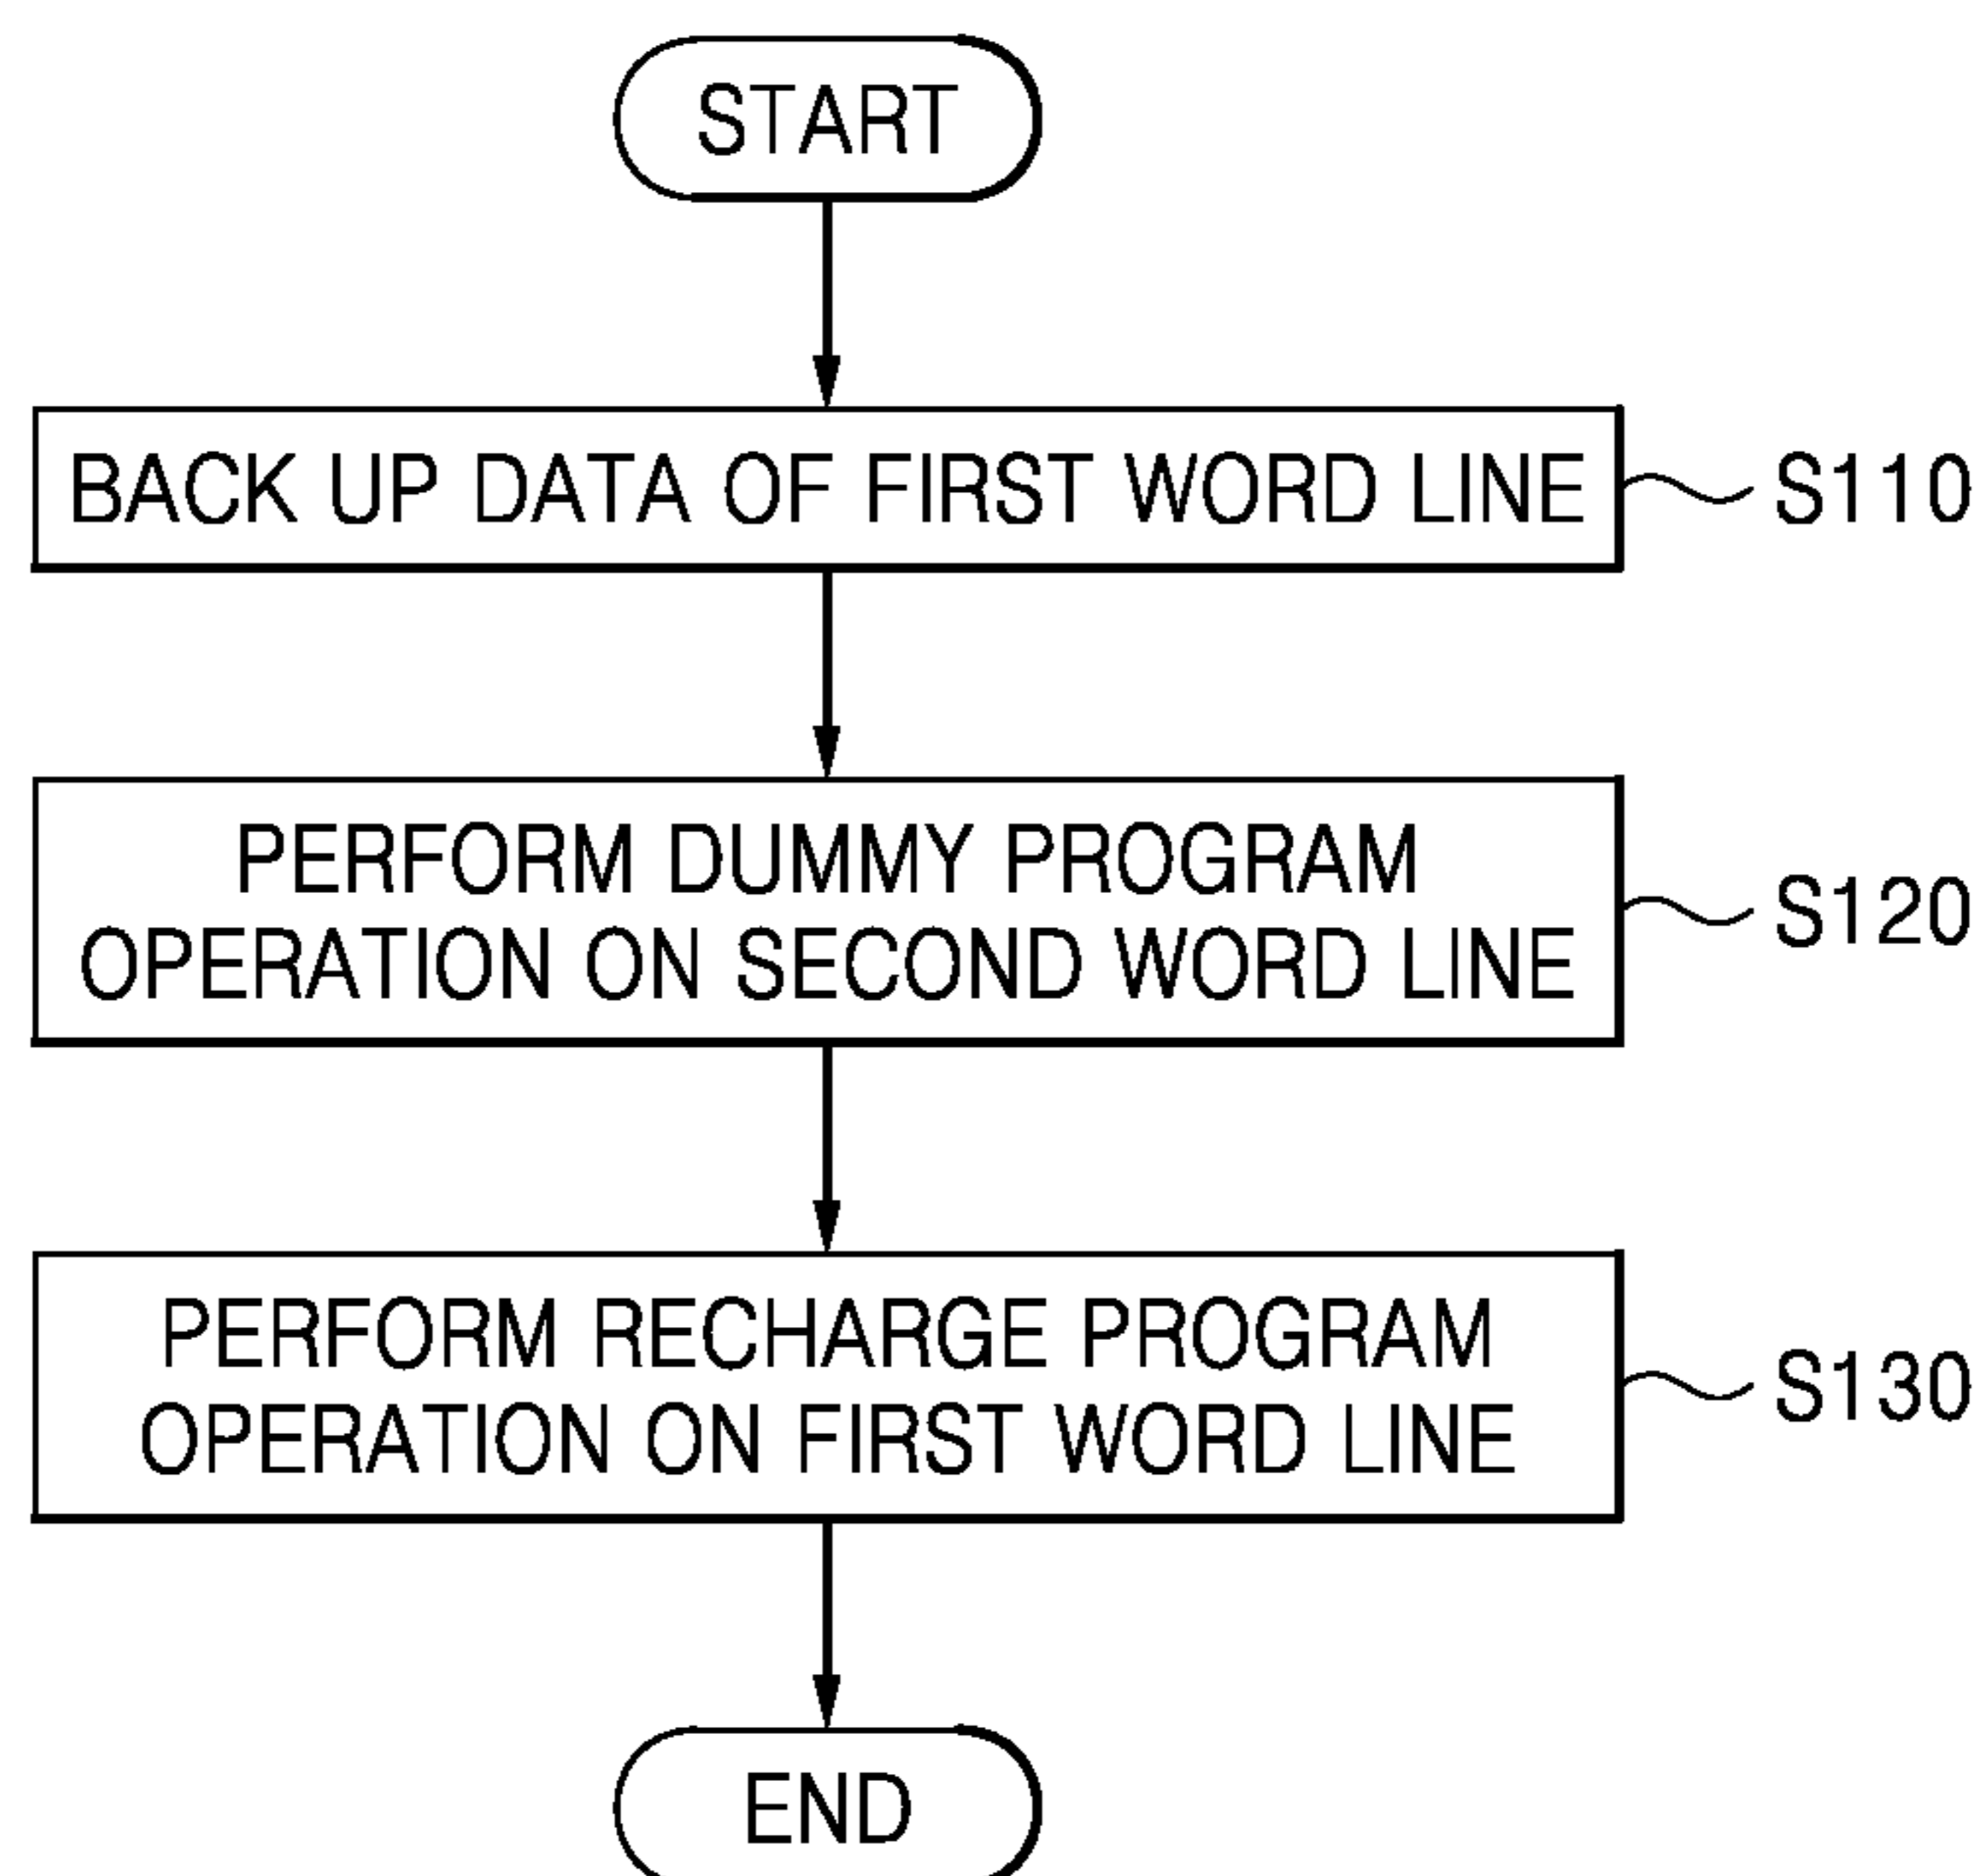 START
BACK UP DATA OF FIRST WORD LINE
S110
PERFORM DUMMY PROGRAM
OPERATION ON SECOND WORD LINE
S120
PERFORM RECHARGE PROGRAM
OPERATION ON FIRST WORD LINE
S130
END